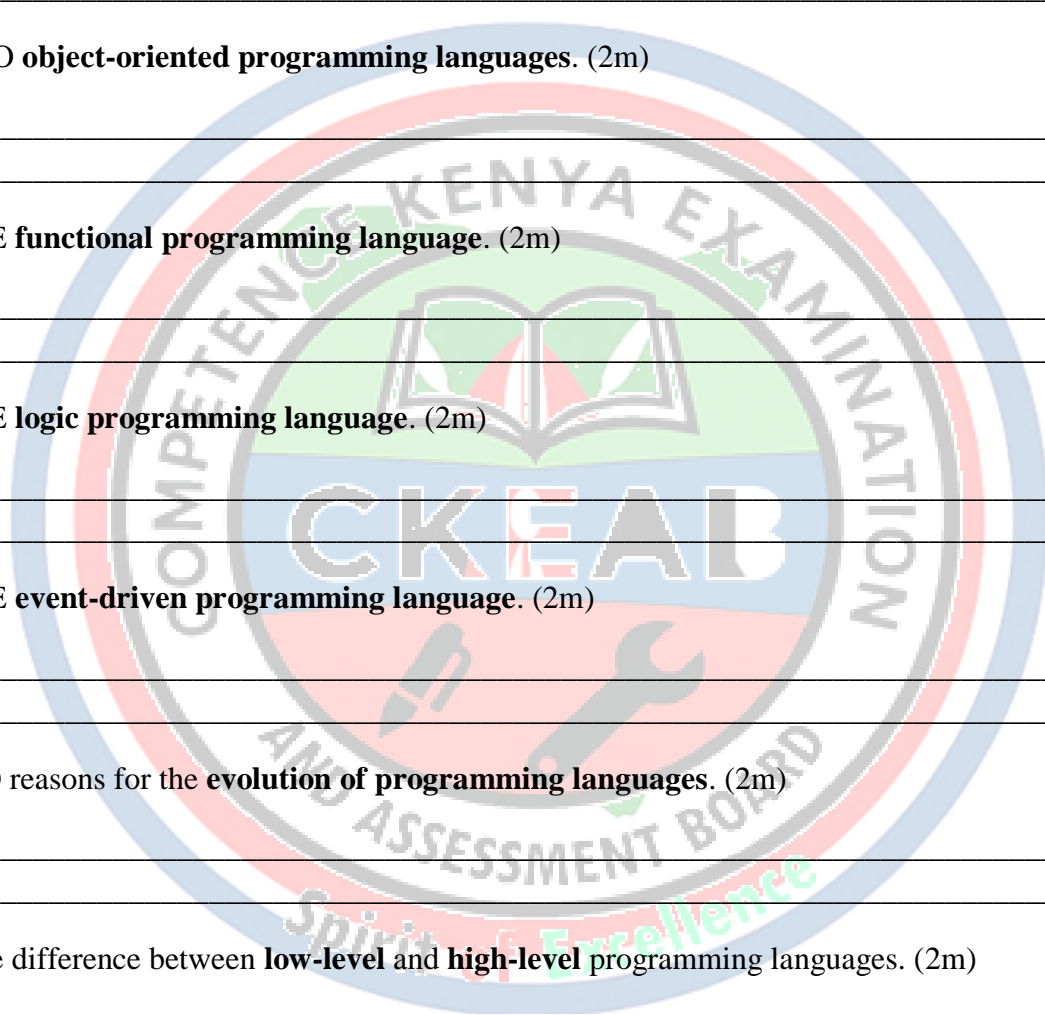 O object-oriented programming languages. (2m)
E functional programming language. (2m)
E logic programming language. (2m)
E event-driven programming language. (2m)
reasons for the evolution of programming languages. (2m)
difference between low-level and high-level programming languages. (2m)
COMPETENCE KENYA EXAMINATION
CKEAB
AND ASSESSMENT BOARD
Spirit of Excellence